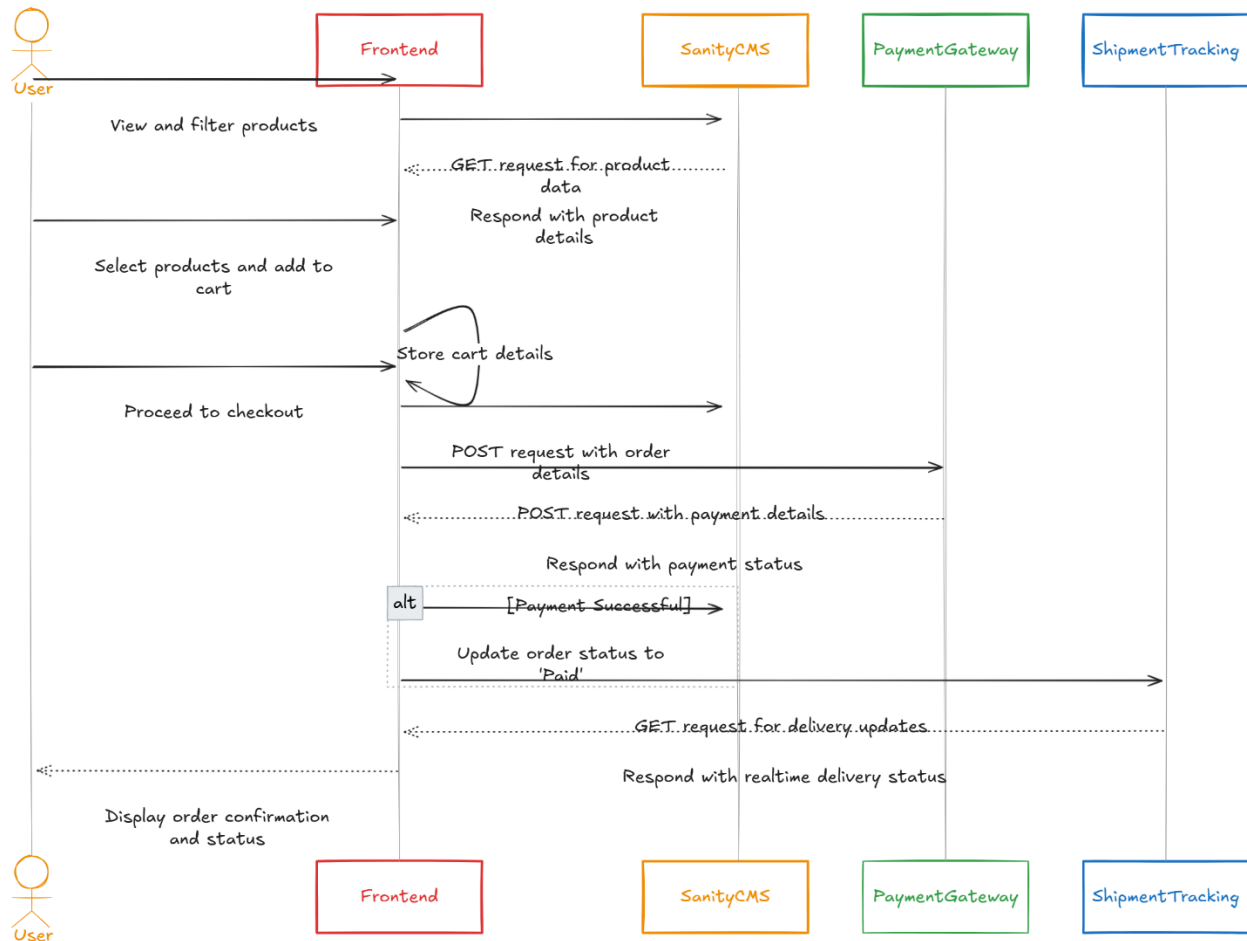 Frontend
SanityCMS
PaymentGateway
ShipmentTracking
User
View and filter products
GET request for product
data
Respond with product
details
Select products and add to
cart
Store cart details
Proceed to checkout
POST request with order
details
POST request with payment details
Respond with payment status
alt
[Payment Successful]
Update order status to
'Paid'
GET request for delivery updates
Respond with realtime delivery status
Display order confirmation
and status
Frontend
SanityCMS
PaymentGateway
ShipmentTracking
User